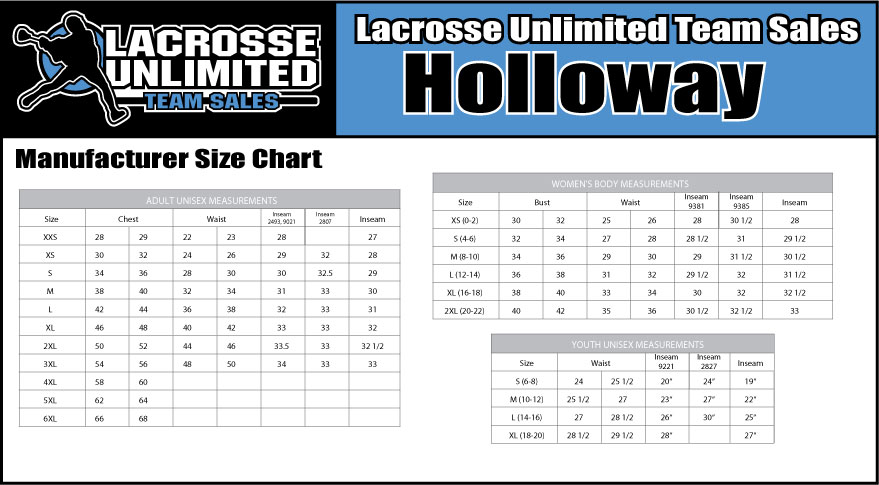 LACROSSE
UNLIMITED
TEAM SALES
Lacrosse Unlimited Team Sales
Holloway
Manufacturer Size Chart
ADULT UNISEX MEASUREMENTS
Size Chest Waist Inseam 2493, 9021 Inseam 2807 Inseam
XXS 28 29 22 23 28 27
XS 30 32 24 26 29 32 28
S 34 36 28 30 30 32.5 29
M 38 40 32 34 31 33 30
L 42 44 36 38 32 33 31
XL 46 48 40 42 33 33 32
2XL 50 52 44 46 33.5 33 32 1/2
3XL 54 56 48 50 34 33 33
4XL 58 60
5XL 62 64
6XL 66 68
WOMEN'S BODY MEASUREMENTS
Size Bust Waist Inseam 9381 Inseam 9385 Inseam
XS (0-2) 30 32 25 26 28 30 1/2 28
S (4-6) 32 34 27 28 28 1/2 31 29 1/2
M (8-10) 34 36 29 30 29 31 1/2 30 1/2
L (12-14) 36 38 31 32 29 1/2 32 31 1/2
XL (16-18) 38 40 33 34 30 32 32 1/2
2XL (20-22) 40 42 35 36 30 1/2 32 1/2 33
YOUTH UNISEX MEASUREMENTS
Size Waist Inseam 9221 Inseam 2827 Inseam
S (6-8) 24 25 1/2 20" 24" 19"
M (10-12) 25 1/2 27 23" 27" 22"
L (14-16) 27 28 1/2 26" 30" 25"
XL (18-20) 28 1/2 29 1/2 28" 27"